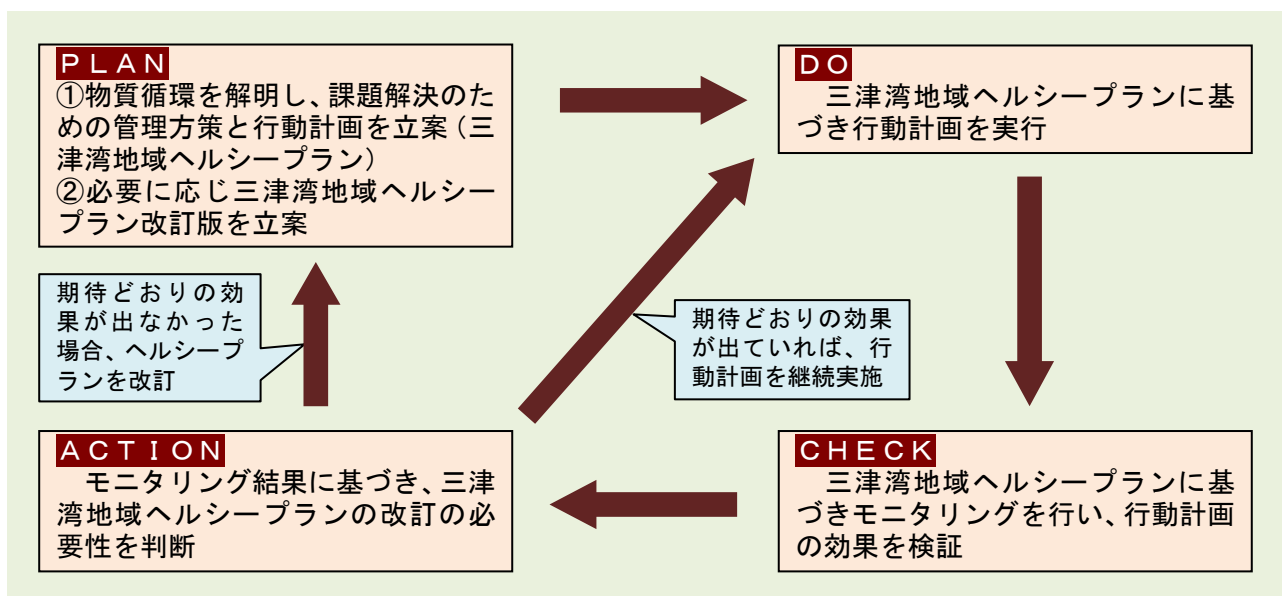 PLAN
①物質循環を解明し、課題解決のた
めの管理方策と行動計画を立案（三
津湾地域ヘルシープラン）
②必要に応じ三津湾地域ヘルシー
プラン改訂版を立案
DO
三津湾地域ヘルシープランに基
づき行動計画を実行
期待どおりの効
果が出なかった
場合、ヘルシープ
ランを改訂
期待どおりの効果
が出ていれば、行
動計画を継続実施
ACTION
モニタリング結果に基づき、三津
湾地域ヘルシープランの改訂の必
要性を判断
CHECK
三津湾地域ヘルシープランに基
づきモニタリングを行い、行動計画
の効果を検証